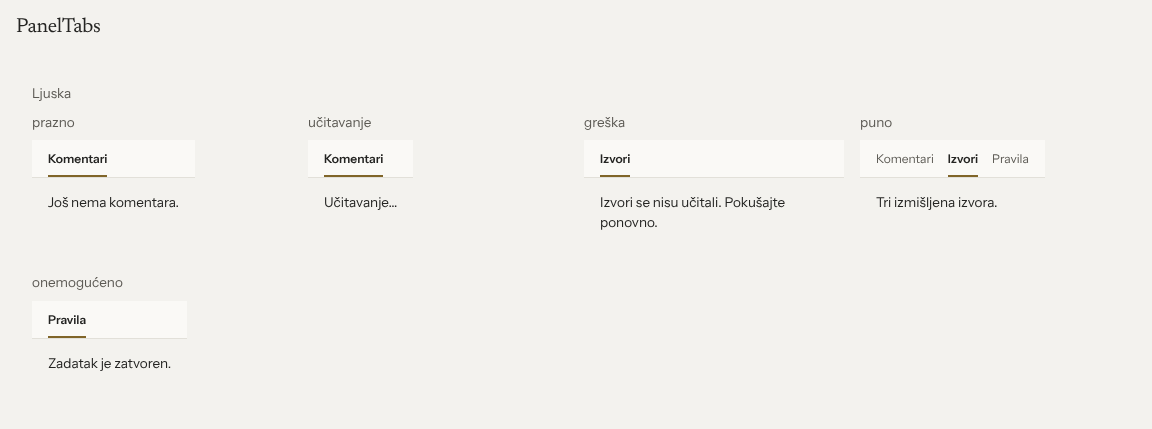 PanelTabs
Ljuska
prazno
Komentari
Još nema komentara.
učitavanje
Komentari
Učitavanje…
greška
Izvori
Izvori se nisu učitali. Pokušajte
ponovno.
puno
Komentari Izvori Pravila
Tri izmišljena izvora.
onemogućeno
Pravila
Zadatak je zatvoren.